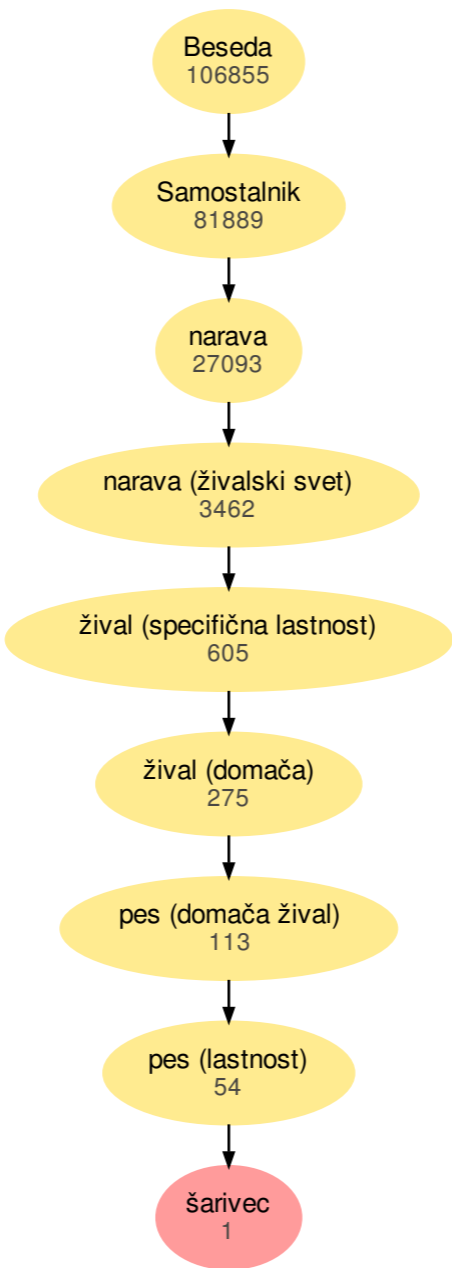 Beseda
106855
Samostalnik
81889
narava
27093
narava (živalski svet)
3462
žival (specifična lastnost)
605
žival (domača)
275
pes (domača žival)
113
pes (lastnost)
54
šarivec
1